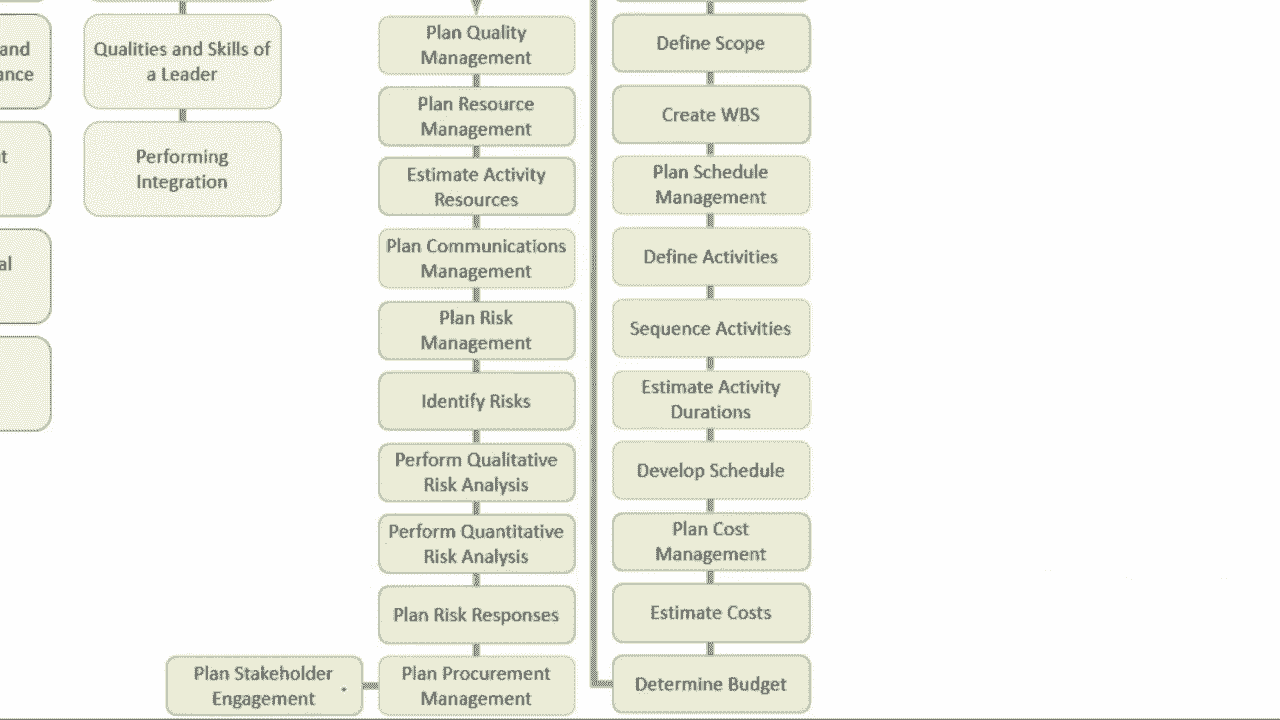 and
ance
t
al
Qualities and Skills of
a Leader
Performing
Integration
Plan Quality
Management
Plan Resource
Management
Estimate Activity
Resources
Plan Communications
Management
Plan Risk
Management
Identify Risks
Perform Qualitative
Risk Analysis
Perform Quantitative
Risk Analysis
Plan Risk Responses
Plan Procurement
Management
Plan Stakeholder
Engagement
Define Scope
Create WBS
Plan Schedule
Management
Define Activities
Sequence Activities
Estimate Activity
Durations
Develop Schedule
Plan Cost
Management
Estimate Costs
Determine Budget